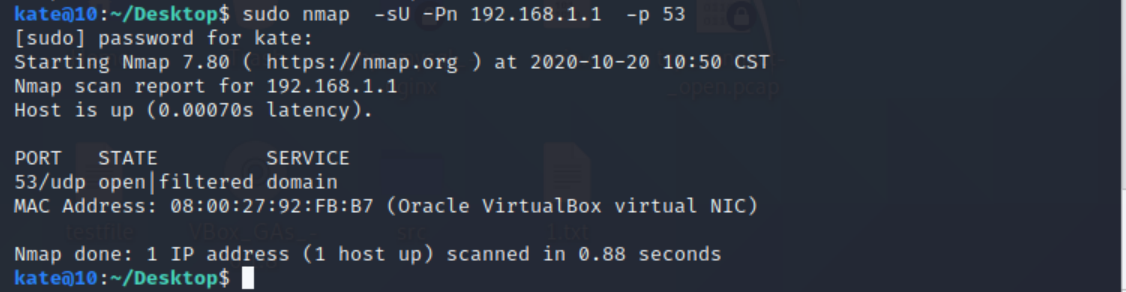 kate@10:~/Desktop$ sudo nmap  -sU -Pn 192.168.1.1  -p 53
[sudo] password for kate:
Starting Nmap 7.80 ( https://nmap.org ) at 2020-10-20 10:50 CST
Nmap scan report for 192.168.1.1
Host is up (0.00070s latency).
PORT   STATE         SERVICE
53/udp open|filtered domain
MAC Address: 08:00:27:92:FB:B7 (Oracle VirtualBox virtual NIC)
Nmap done: 1 IP address (1 host up) scanned in 0.88 seconds
kate@10:~/Desktop$